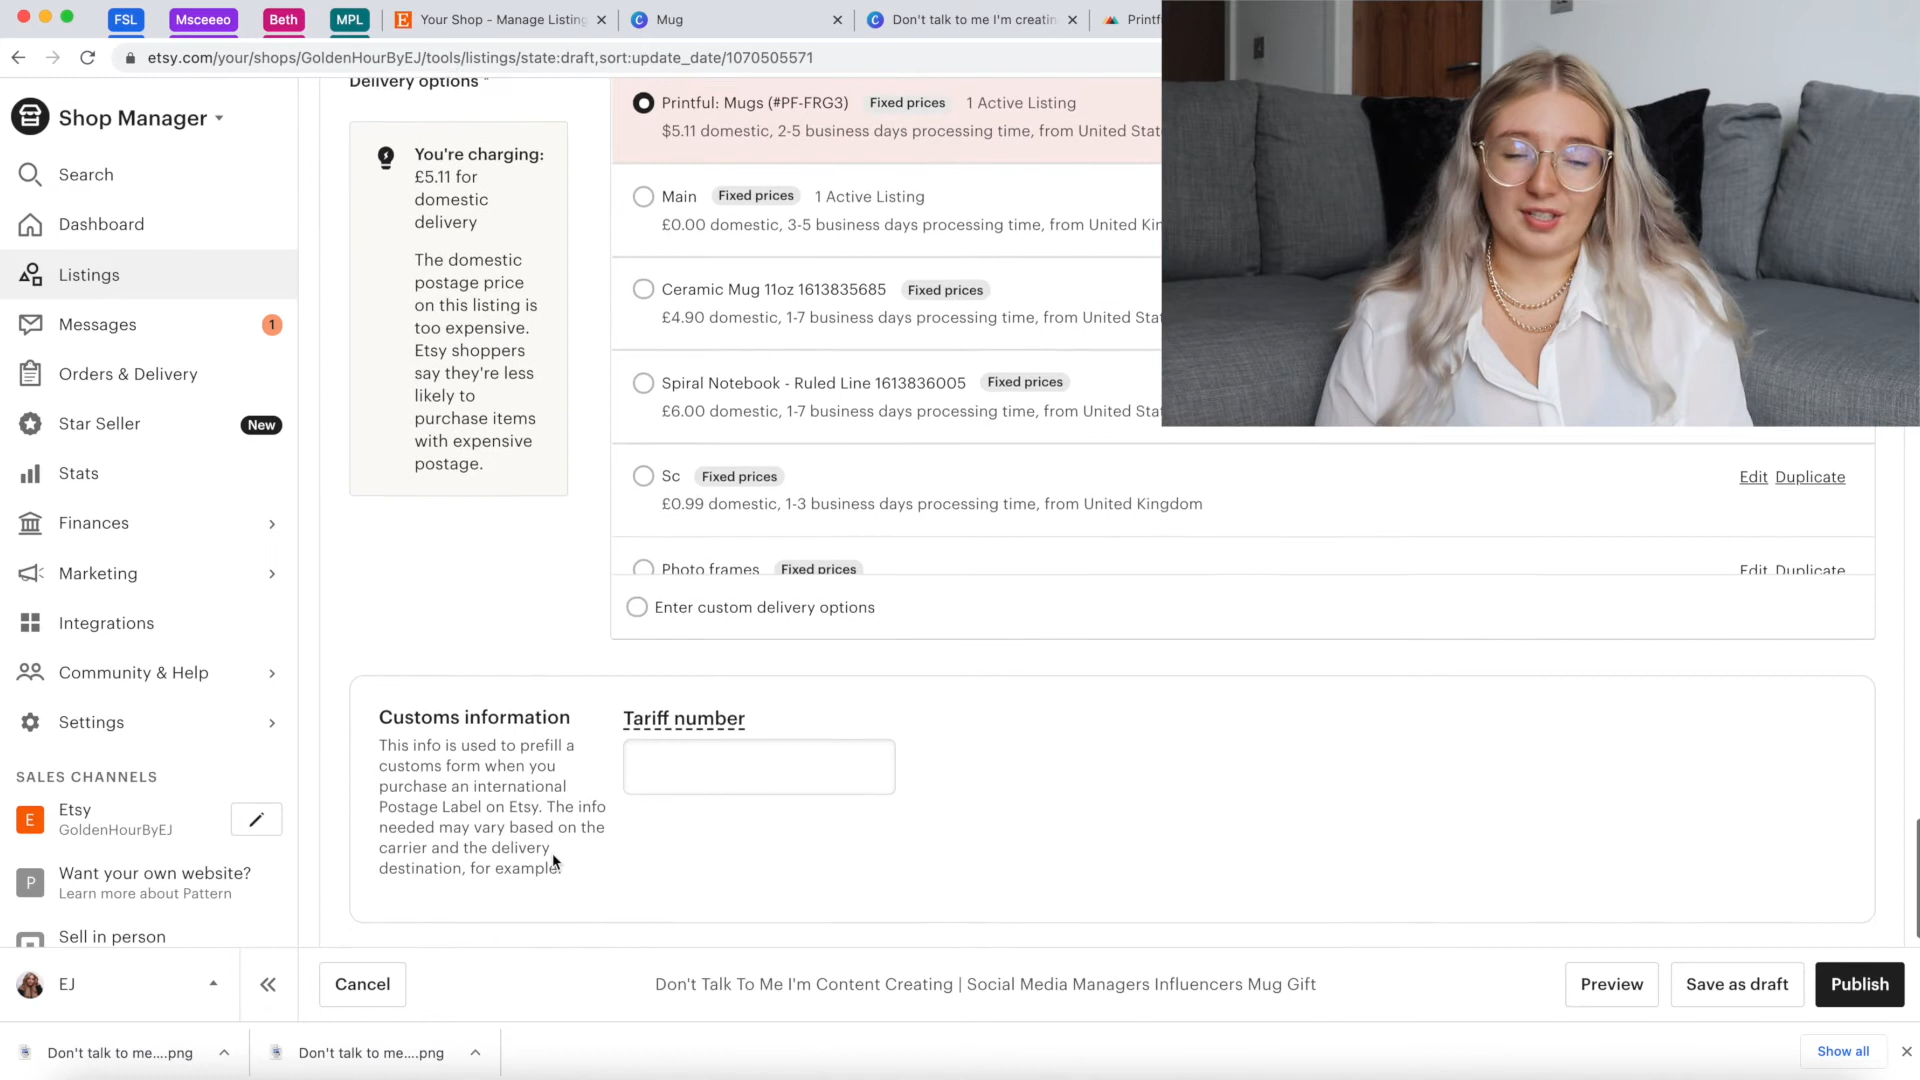 FSL
Msceeeo
Beth
MPL
Your Shop - Manage Listing
Mug
Don't talk to me I'm creatin
Printf
etsy.com/your/shops/GoldenHourByEJ/tools/listings/state:draft,sort:update_date/1070505571
Shop Manager
Search
Dashboard
Listings
Messages
1
Orders & Delivery
Star Seller
New
Stats
Finances
Marketing
Integrations
Community & Help
Settings
SALES CHANNELS
E
Etsy
GoldenHourByEJ
P
Want your own website?
Learn more about Pattern
Sell in person
EJ
Delivery options *
You're charging:
£5.11 for
domestic
delivery
The domestic
postage price
on this listing is
too expensive.
Etsy shoppers
say they're less
likely to
purchase items
with expensive
postage.
Printful: Mugs (#PF-FRG3) Fixed prices 1 Active Listing
$5.11 domestic, 2-5 business days processing time, from United Stat
Main Fixed prices 1 Active Listing
£0.00 domestic, 3-5 business days processing time, from United Kin
Ceramic Mug 11oz 1613835685 Fixed prices
£4.90 domestic, 1-7 business days processing time, from United Sta
Spiral Notebook - Ruled Line 1613836005 Fixed prices
£6.00 domestic, 1-7 business days processing time, from United Sta
Sc Fixed prices Edit Duplicate
£0.99 domestic, 1-3 business days processing time, from United Kingdom
Photo frames Fixed prices Edit Duplicate
Enter custom delivery options
Customs information
This info is used to prefill a
customs form when you
purchase an international
Postage Label on Etsy. The info
needed may vary based on the
carrier and the delivery
destination, for example:
Tariff number
Cancel
Don't Talk To Me I'm Content Creating | Social Media Managers Influencers Mug Gift
Preview
Save as draft
Publish
Don't talk to me....png
Don't talk to me....png
Show all